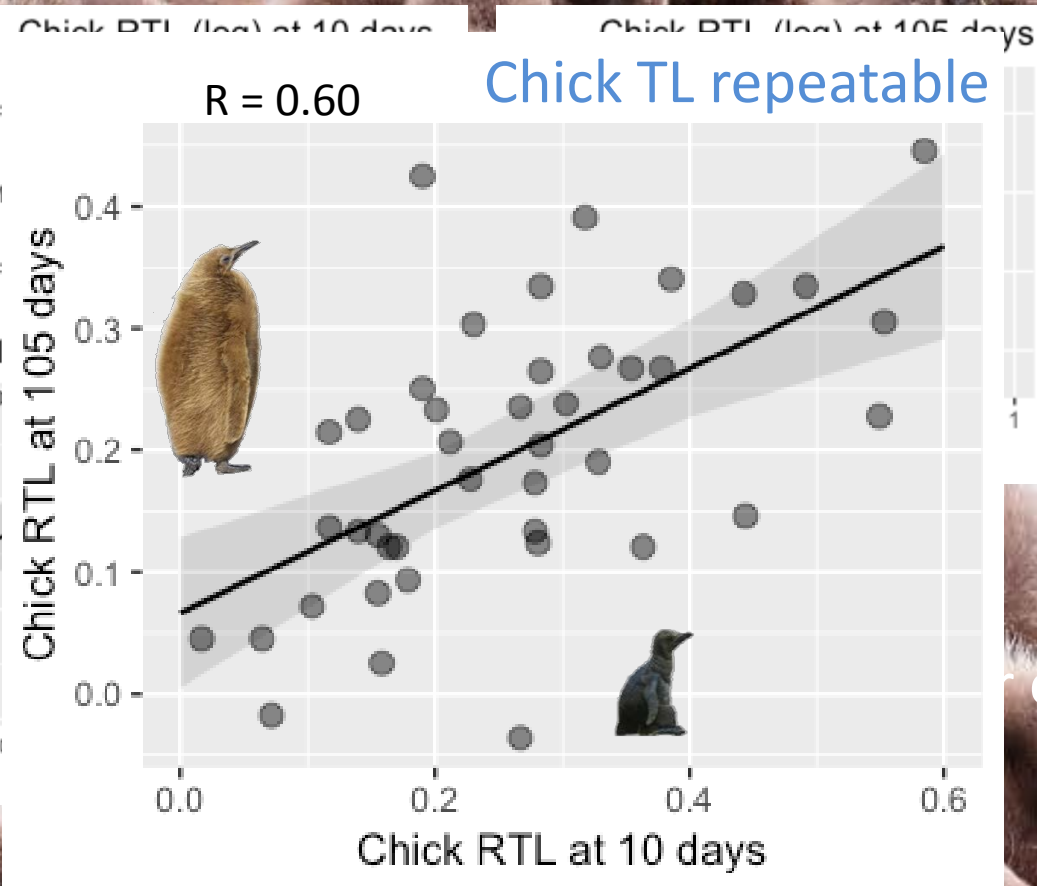 Chick RTL (log) at 10 days
Chick RTL (log) at 105 days
R = 0.60
Chick TL repeatable
Chick RTL at 105 days
0.4
0.3
0.2
0.1
0.0
0.0 0.2 0.4 0.6
Chick RTL at 10 days
1